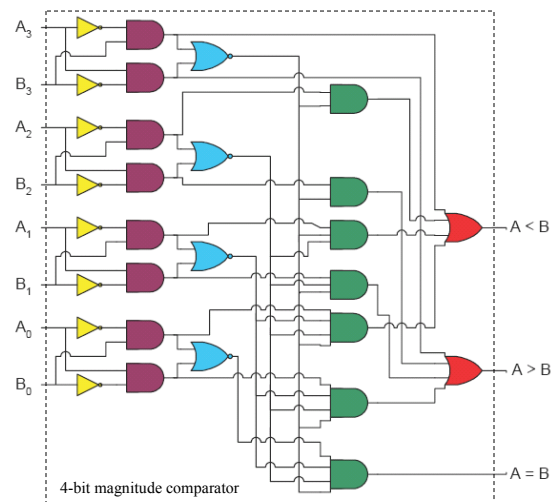 A3
B3
A2
B2
A1
B1
A0
B0
A < B
A > B
A = B
4-bit magnitude comparator